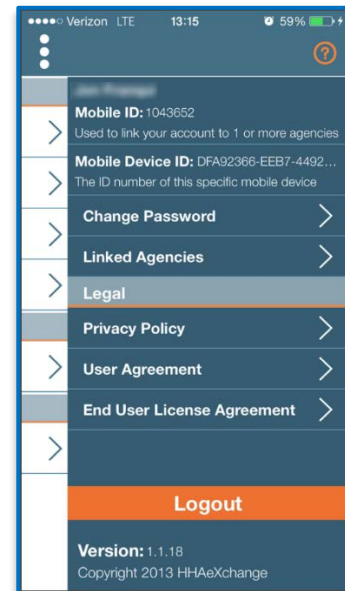 Verizon LTE 13:15 59%
?
Mobile ID: 1043652
Used to link your account to 1 or more agencies
Mobile Device ID: DFA92366-EEB7-4492...
The ID number of this specific mobile device
Change Password
Linked Agencies
Legal
Privacy Policy
User Agreement
End User License Agreement
Logout
Version: 1.1.18
Copyright 2013 HHAeXchange